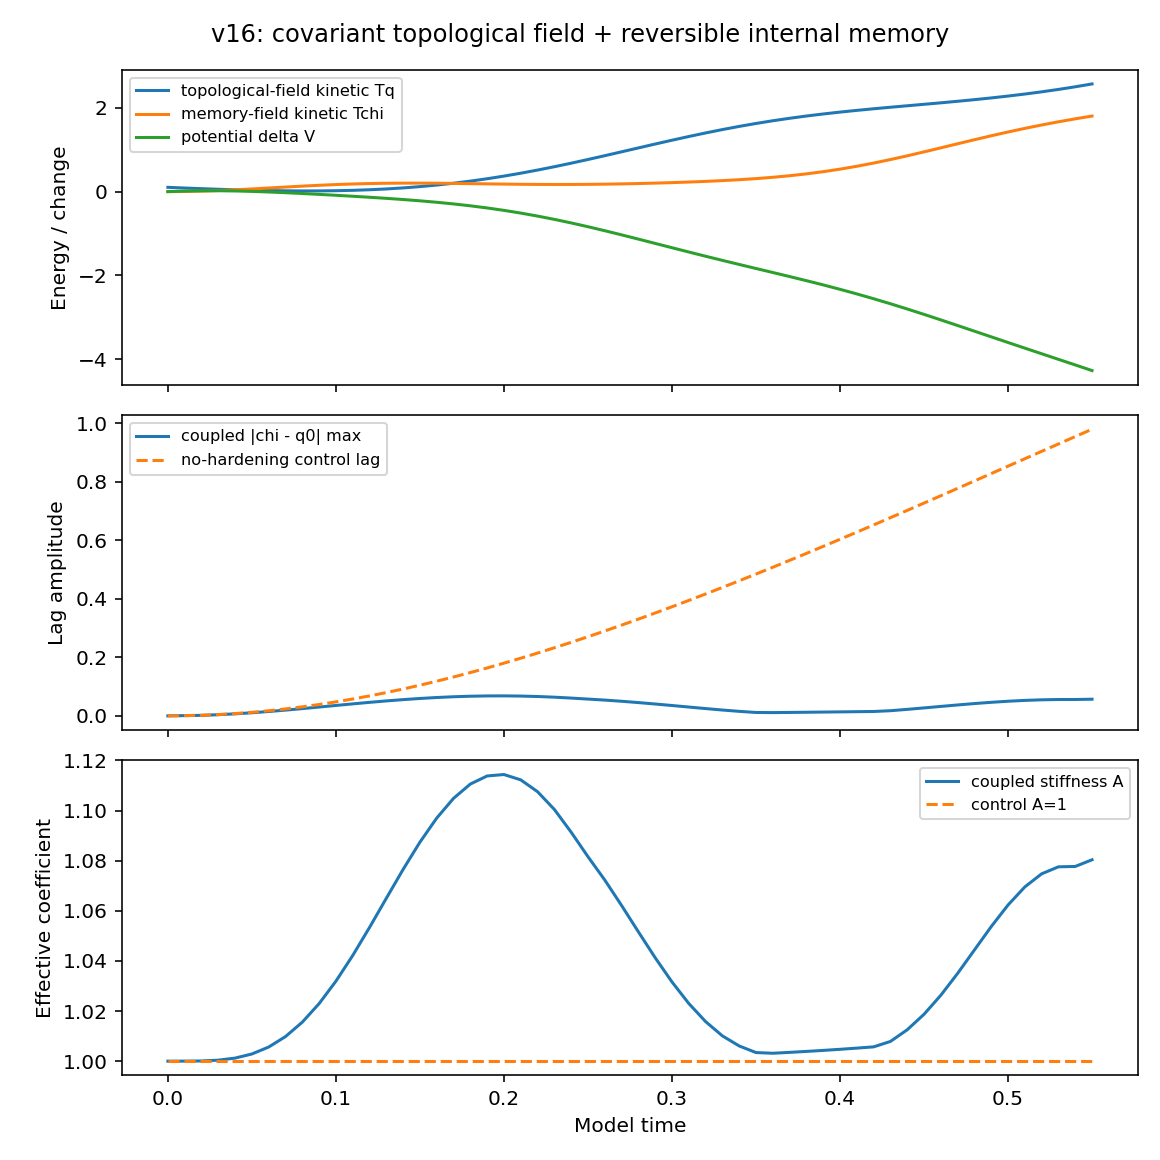 v16: covariant topological field + reversible internal memory
topological-field kinetic Tq
memory-field kinetic Tchi
potential delta V
Energy / change
2
0
−2
−4
coupled |chi - q0| max
no-hardening control lag
Lag amplitude
1.0
0.8
0.6
0.4
0.2
0.0
coupled stiffness A
control A=1
Effective coefficient
1.12
1.10
1.08
1.06
1.04
1.02
1.00
0.0 0.1 0.2 0.3 0.4 0.5
Model time